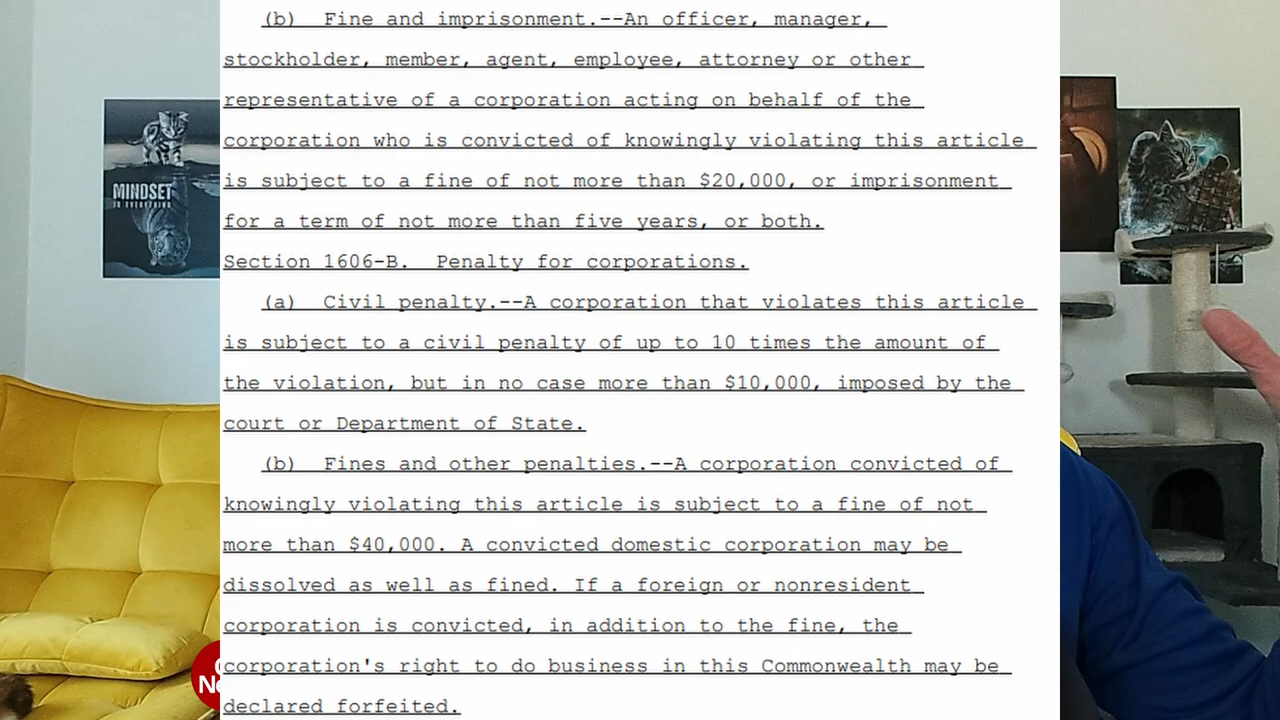 (b) Fine and imprisonment.--An officer, manager,
stockholder, member, agent, employee, attorney or other
representative of a corporation acting on behalf of the
corporation who is convicted of knowingly violating this article
is subject to a fine of not more than $20,000, or imprisonment
for a term of not more than five years, or both.
Section 1606-B. Penalty for corporations.
(a) Civil penalty.--A corporation that violates this article
is subject to a civil penalty of up to 10 times the amount of
the violation, but in no case more than $10,000, imposed by the
court or Department of State.
(b) Fines and other penalties.--A corporation convicted of
knowingly violating this article is subject to a fine of not
more than $40,000. A convicted domestic corporation may be
dissolved as well as fined. If a foreign or nonresident
corporation is convicted, in addition to the fine, the
corporation's right to do business in this Commonwealth may be
declared forfeited.
MINDSET
IS EVERYTHING